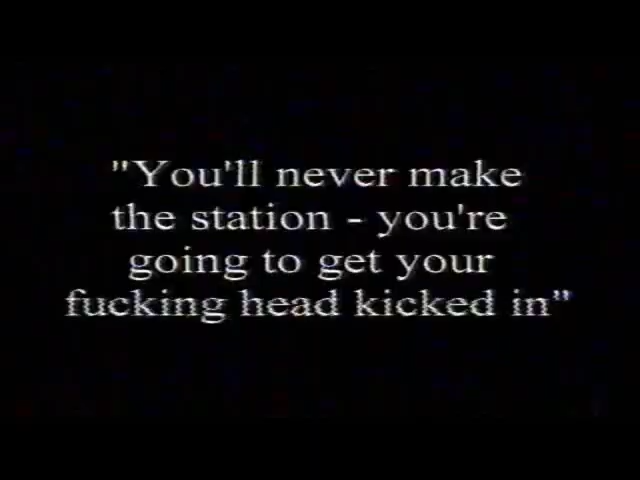 "You'll never make
the station - you're
going to get your
fucking head kicked in"